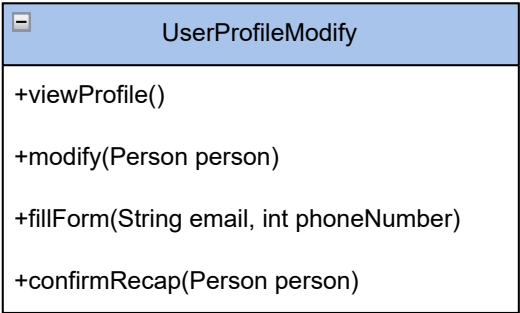 UserProfileModify
+viewProfile()
+modify(Person person)
+fillForm(String email, int phoneNumber)
+confirmRecap(Person person)